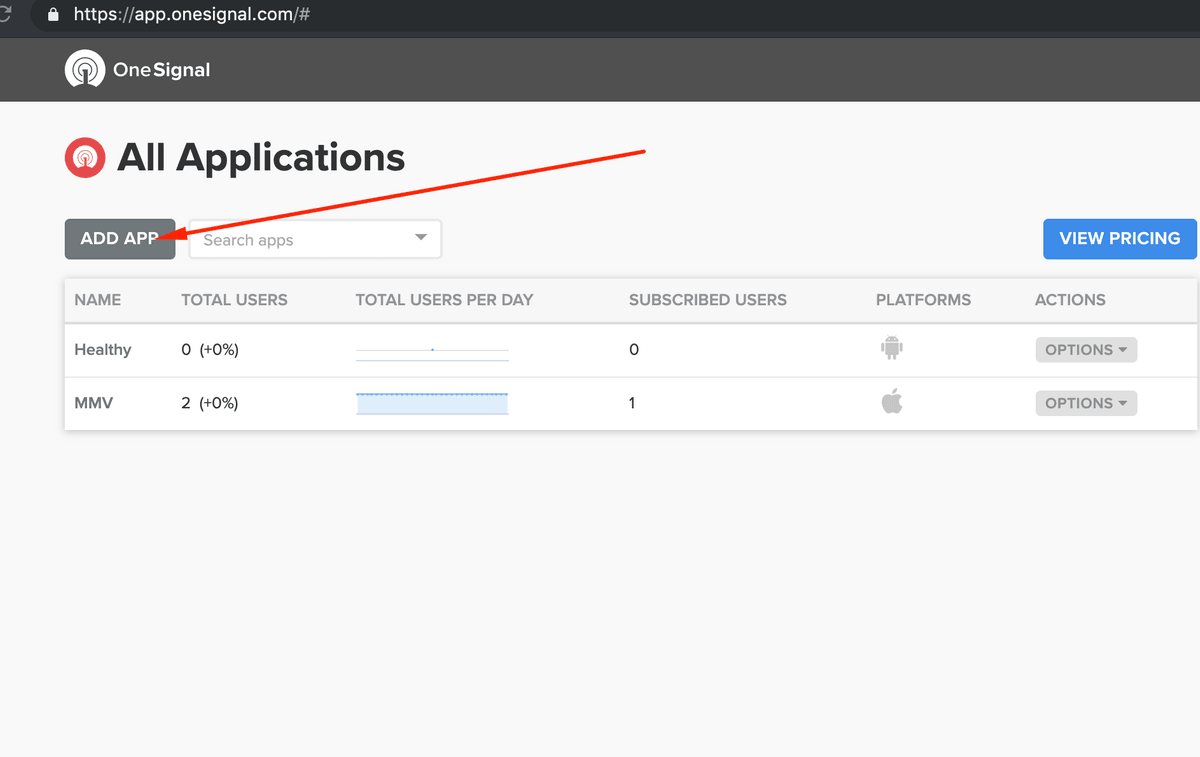 https://app.onesignal.com/#
OneSignal
All Applications
ADD APP
Search apps
VIEW PRICING
NAME TOTAL USERS TOTAL USERS PER DAY SUBSCRIBED USERS PLATFORMS ACTIONS
Healthy 0 (+0%) 0 OPTIONS
MMV 2 (+0%) 1 OPTIONS